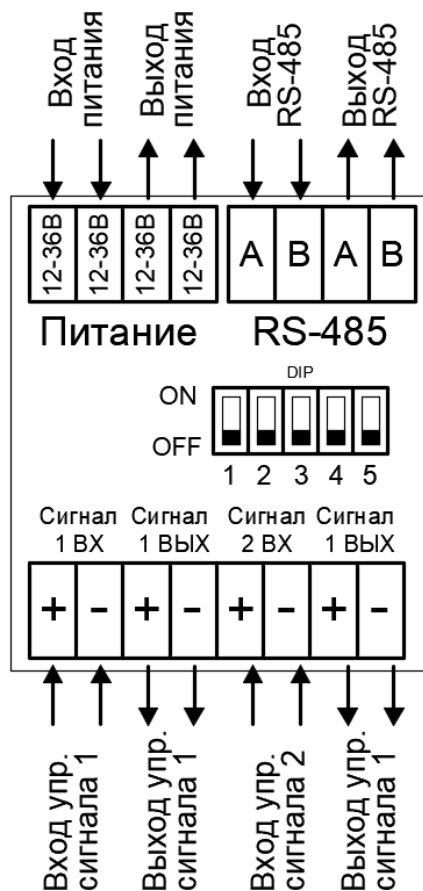 Вход
питания
Выход
питания
Вход
RS-485
Выход
RS-485
12-36В
12-36В
12-36В
12-36В
A
B
A
B
Питание
RS-485
DIP
ON
OFF
1 2 3 4 5
Сигнал
1 ВХ
Сигнал
1 ВЫХ
Сигнал
2 ВХ
Сигнал
1 ВЫХ
+ - + - + - + -
Вход упр.
сигнала 1
Выход упр.
сигнала 1
Вход упр.
сигнала 2
Выход упр.
сигнала 1